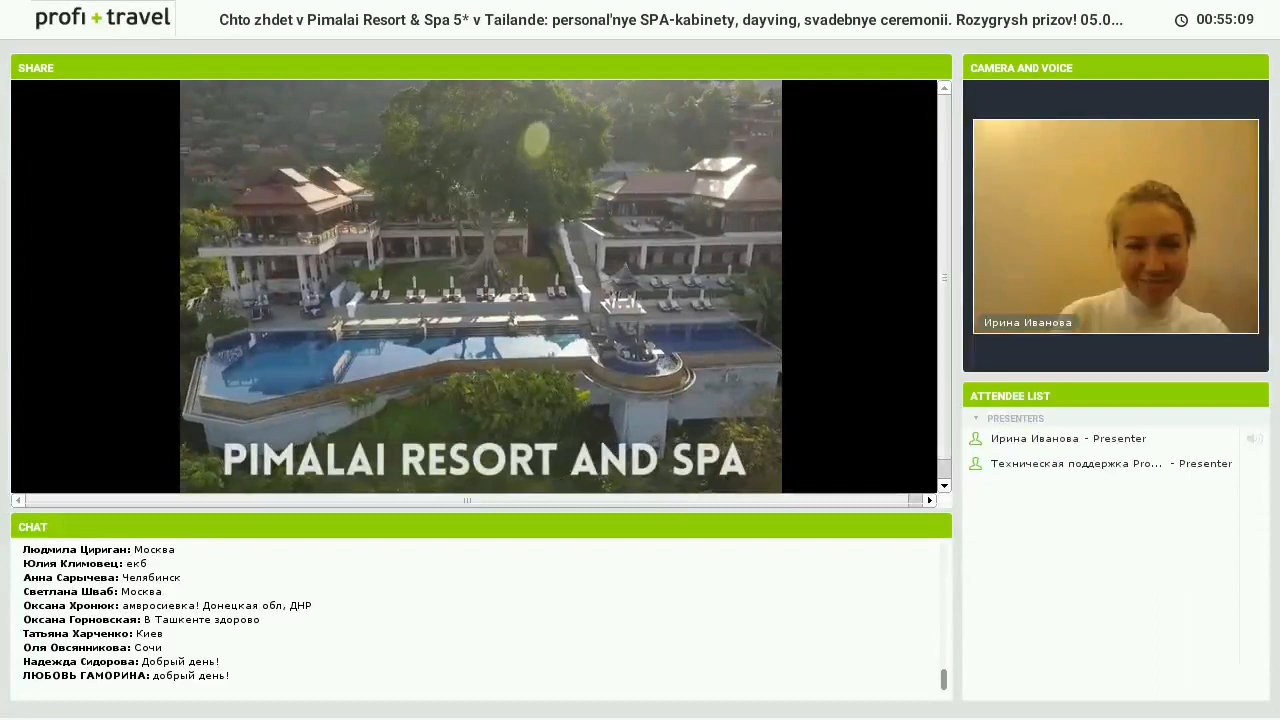 profi + travel
Chto zhdet v Pimalai Resort & Spa 5* v Tailande: personal'nye SPA-kabinety, dayving, svadebnye ceremonii. Rozygrysh prizov! 05.0...
00:55:09
SHARE
PIMALAI RESORT AND SPA
CAMERA AND VOICE
Ирина Иванова
ATTENDEE LIST
PRESENTERS
Ирина Иванова - Presenter
Техническая поддержка Pro... - Presenter
CHAT
Людмила Цириган: Москва
Юлия Климовец: екб
Анна Сарычева: Челябинск
Светлана Шваб: Москва
Оксана Хронюк: амвросиевка! Донецкая обл, ДНР
Оксана Горновская: В Ташкенте здорово
Татьяна Харченко: Киев
Оля Овсянникова: Сочи
Надежда Сидорова: Добрый день!
ЛЮБОВЬ ГАМОРИНА: добрый день!